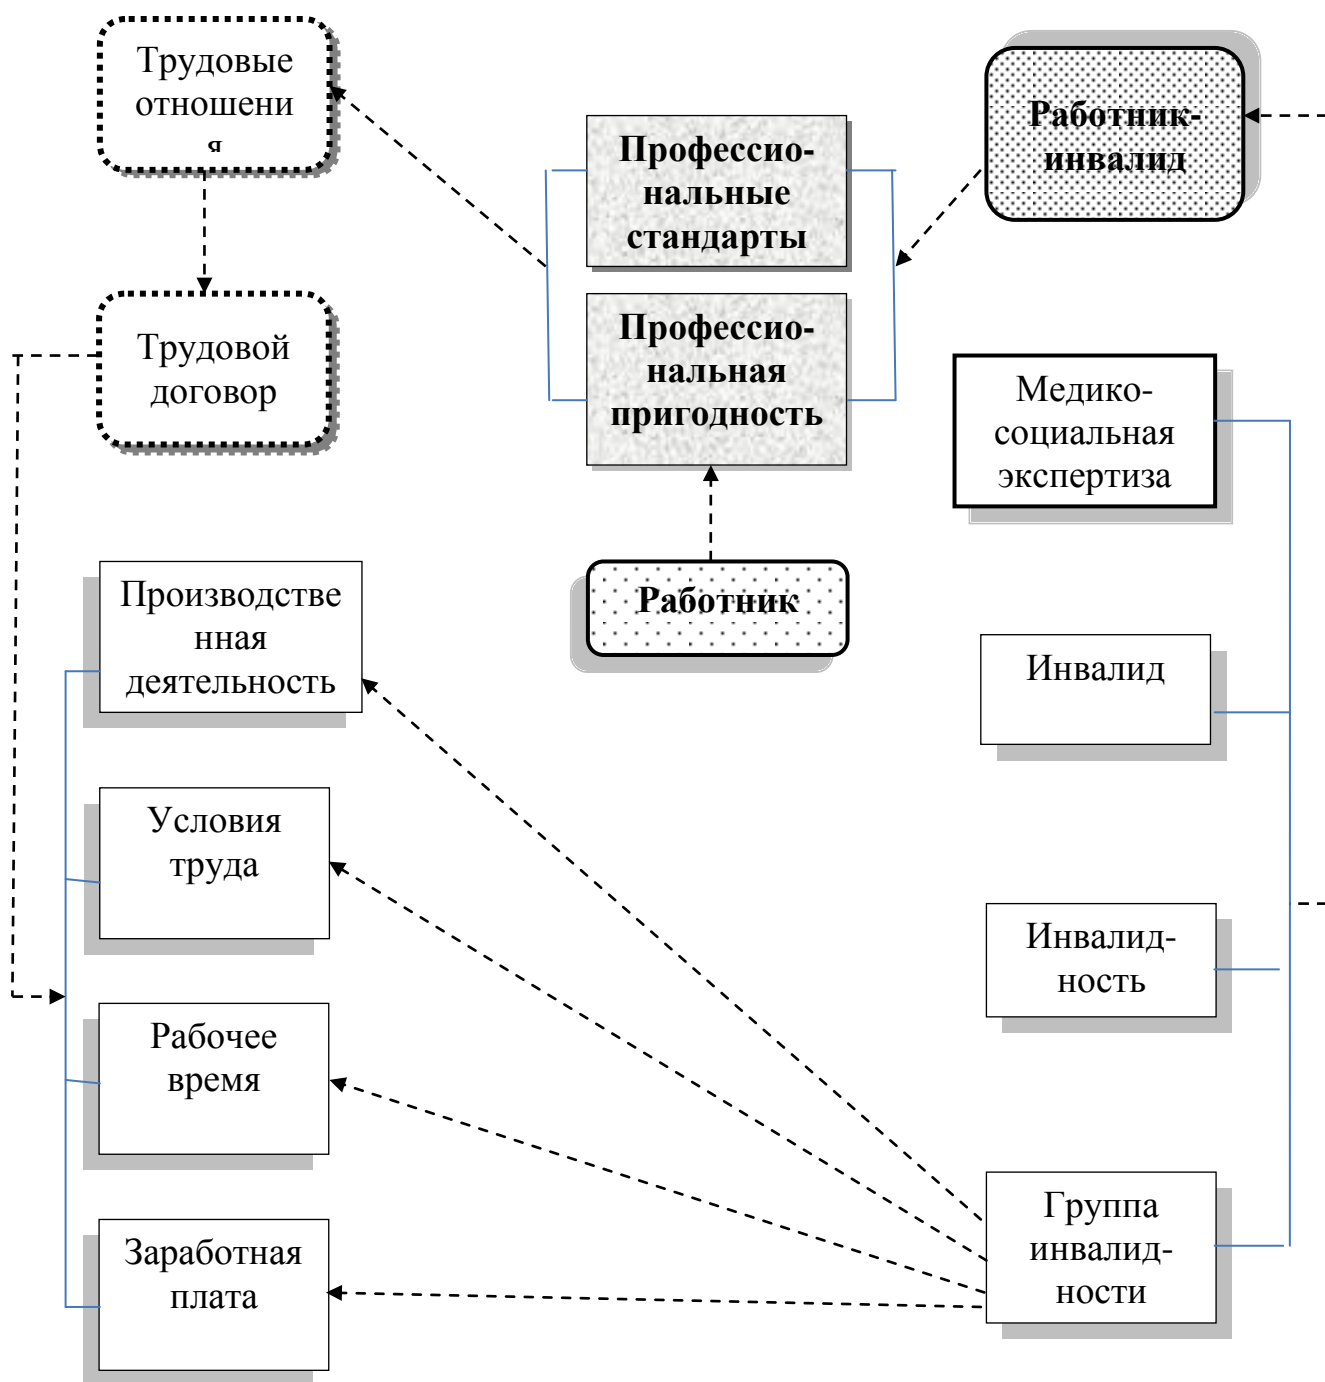 Трудовые
отношени
я
Профессио-
нальные
стандарты
Работник-
инвалид
Трудовой
договор
Профессио-
нальная
пригодность
Медико-
социальная
экспертиза
Производстве
нная
деятельность
Работник
Инвалид
Условия
труда
Инвалид-
ность
Рабочее
время
Группа
инвалид-
ности
Заработная
плата